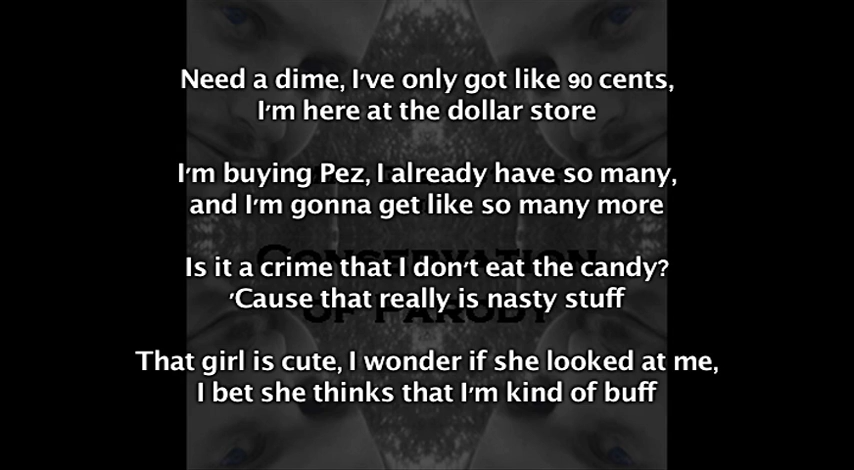 Need a dime, I've only got like 90 cents,
I'm here at the dollar store
I'm buying Pez, I already have so many,
and I'm gonna get like so many more
Conservation
Is it a crime that I don't eat the candy?
'Cause that really is nasty stuff
of Parody
That girl is cute, I wonder if she looked at me,
I bet she thinks that I'm kind of buff